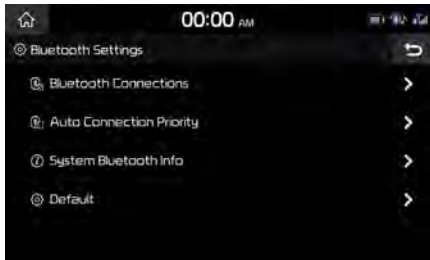 00:00 AM
Bluetooth Settings
Bluetooth Connections
Auto Connection Priority
System Bluetooth Info
Default